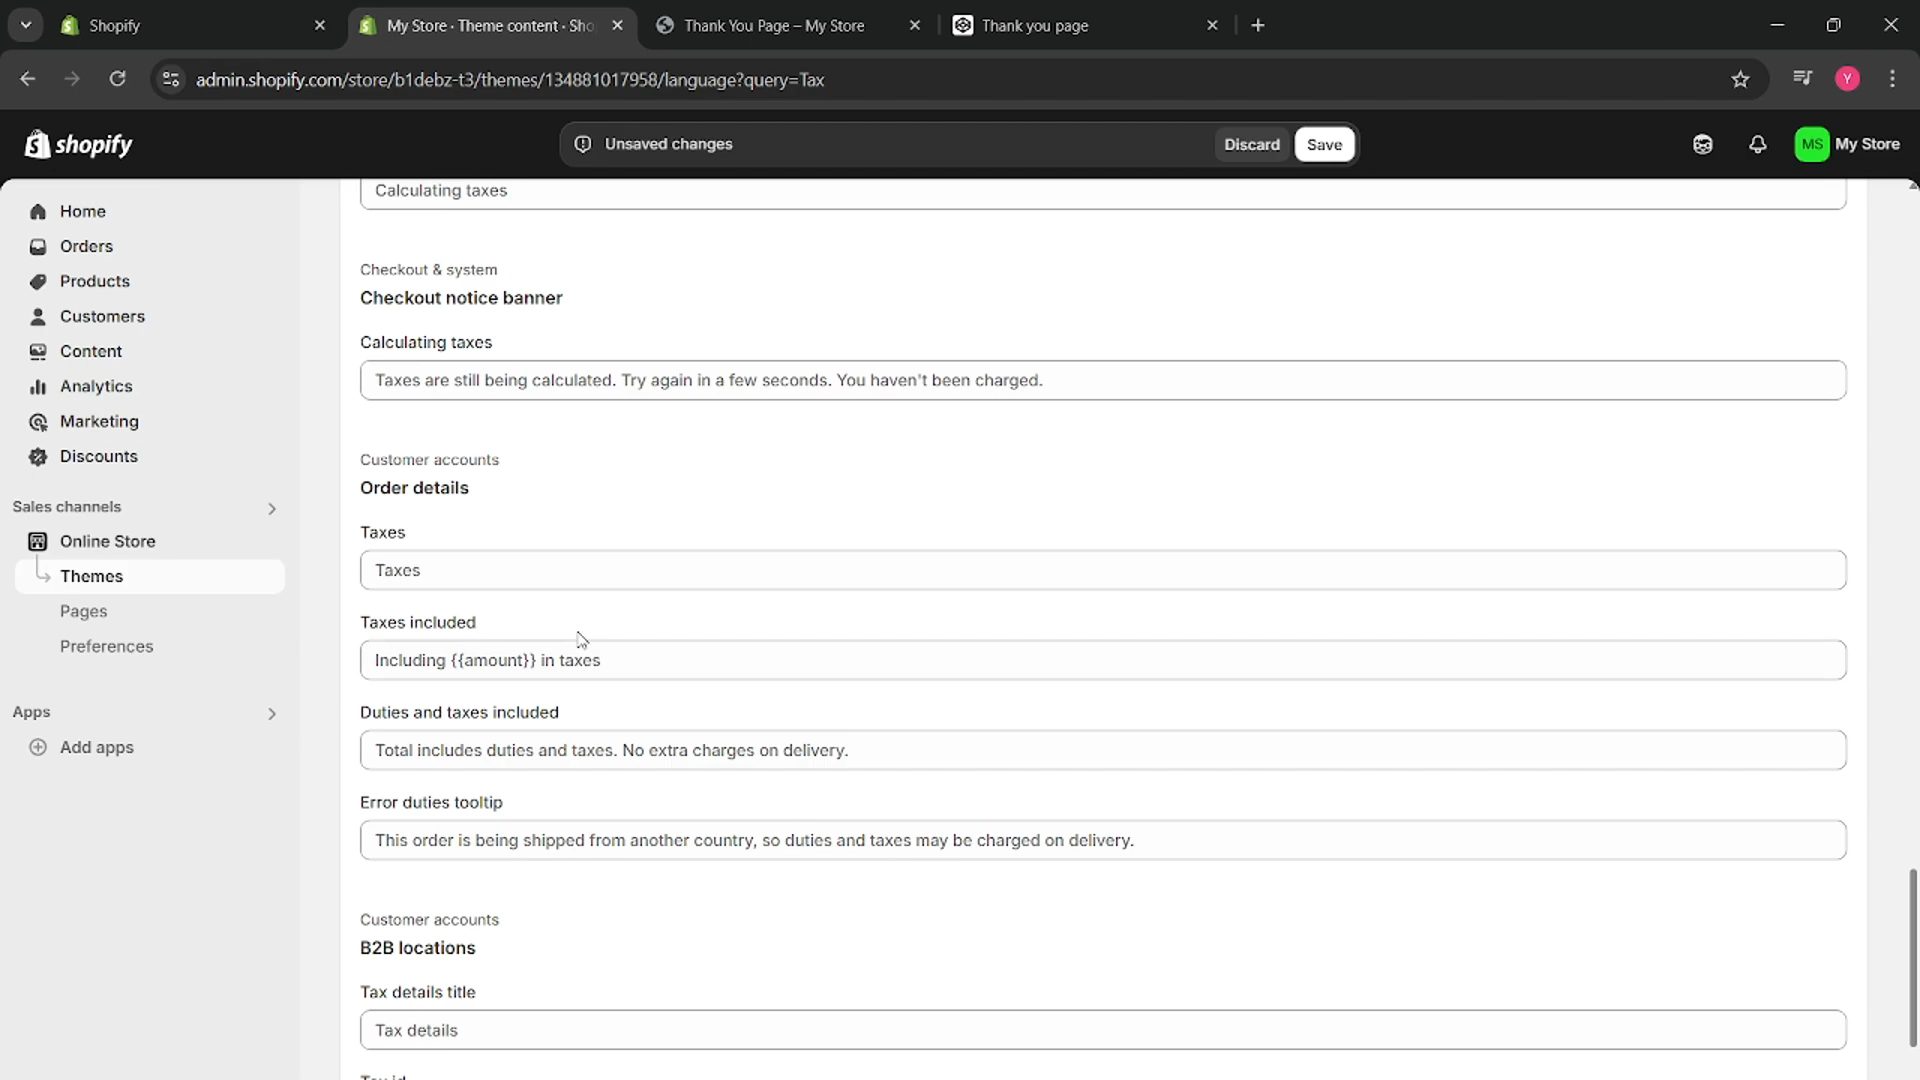 Shopify
My Store · Theme content · Sho
Thank You Page – My Store
Thank you page
admin.shopify.com/store/b1debz-t3/themes/134881017958/language?query=Tax
Y
shopify
Unsaved changes
Discard
Save
MS
My Store
Home
Orders
Products
Customers
Content
Analytics
Marketing
Discounts
Sales channels
Online Store
Themes
Pages
Preferences
Apps
Add apps
Calculating taxes
Checkout & system
Checkout notice banner
Calculating taxes
Taxes are still being calculated. Try again in a few seconds. You haven't been charged.
Customer accounts
Order details
Taxes
Taxes
Taxes included
Including {{amount}} in taxes
Duties and taxes included
Total includes duties and taxes. No extra charges on delivery.
Error duties tooltip
This order is being shipped from another country, so duties and taxes may be charged on delivery.
Customer accounts
B2B locations
Tax details title
Tax details